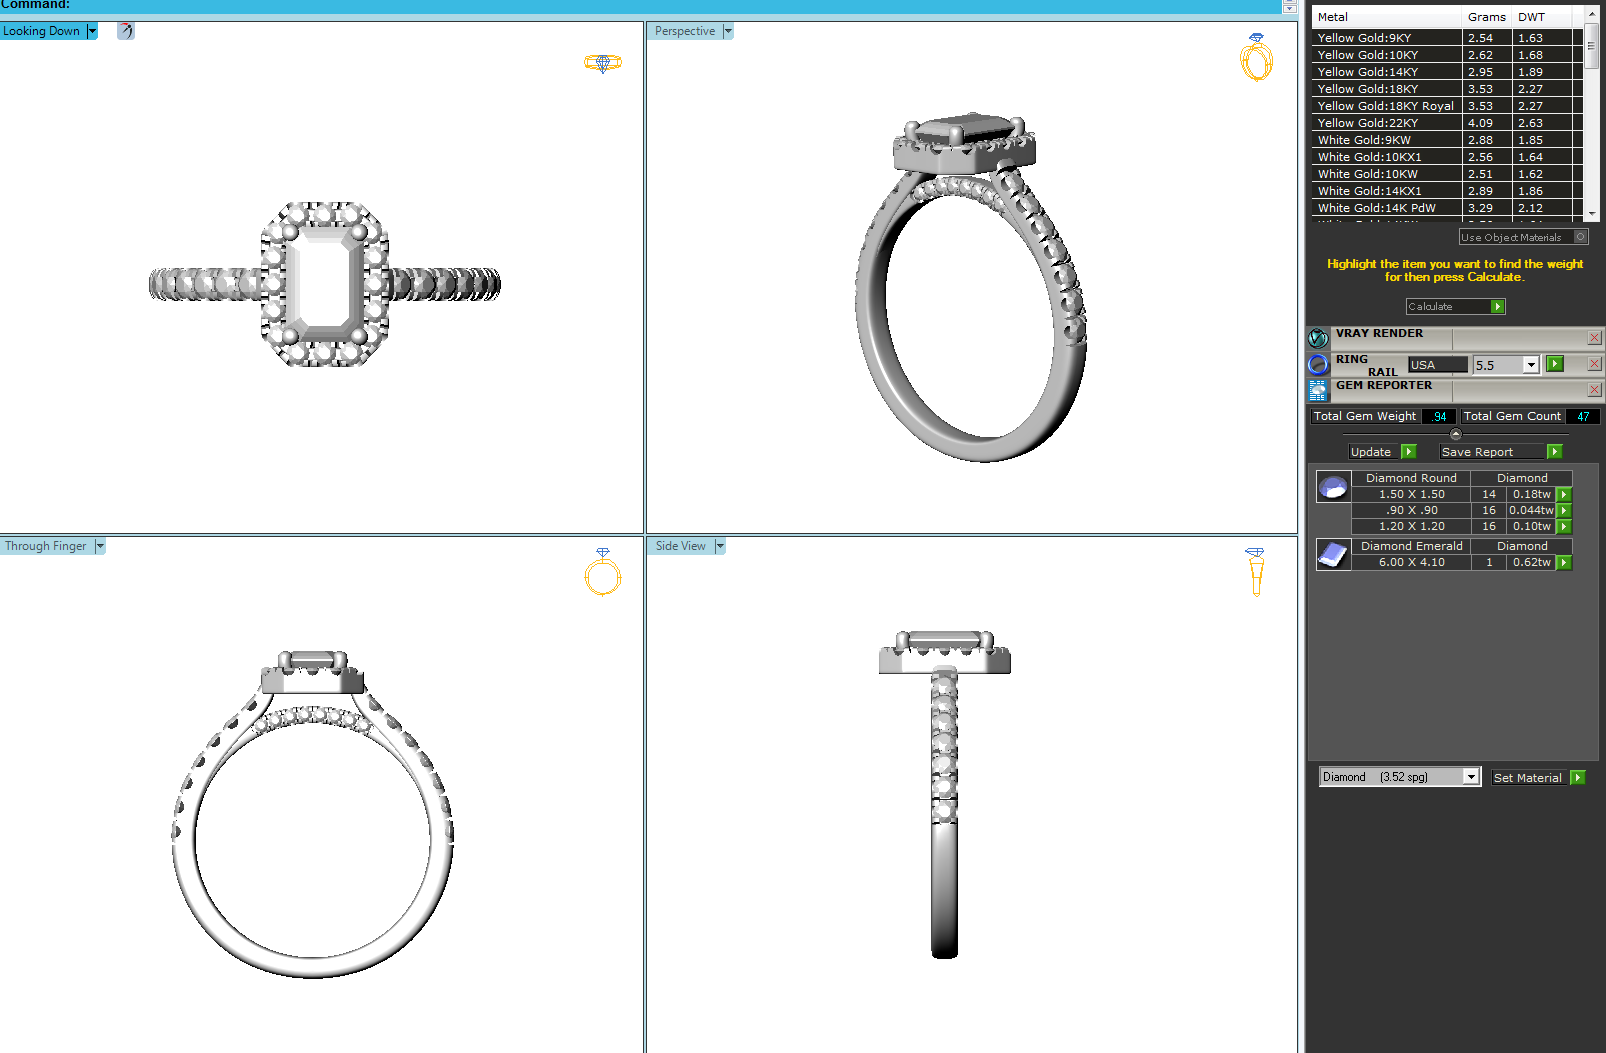 Command:
Looking Down
Perspective
Through Finger
Side View
Metal Grams DWT
Yellow Gold:9KY 2.54 1.63
Yellow Gold:10KY 2.62 1.68
Yellow Gold:14KY 2.95 1.89
Yellow Gold:18KY 3.53 2.27
Yellow Gold:18KY Royal 3.53 2.27
Yellow Gold:22KY 4.09 2.63
White Gold:9KW 2.88 1.85
White Gold:10KX1 2.56 1.64
White Gold:10KW 2.51 1.62
White Gold:14KX1 2.89 1.86
White Gold:14K PdW 3.29 2.12
Use Object Materials
Highlight the item you want to find the weight
for then press Calculate.
Calculate
VRAY RENDER
RING
RAIL USA 5.5
GEM REPORTER
Total Gem Weight .94 Total Gem Count 47
Update Save Report
Diamond Round Diamond
1.50 X 1.50 14 0.18tw
.90 X .90 16 0.044tw
1.20 X 1.20 16 0.10tw
Diamond Emerald Diamond
6.00 X 4.10 1 0.62tw
Diamond (3.52 spg) Set Material